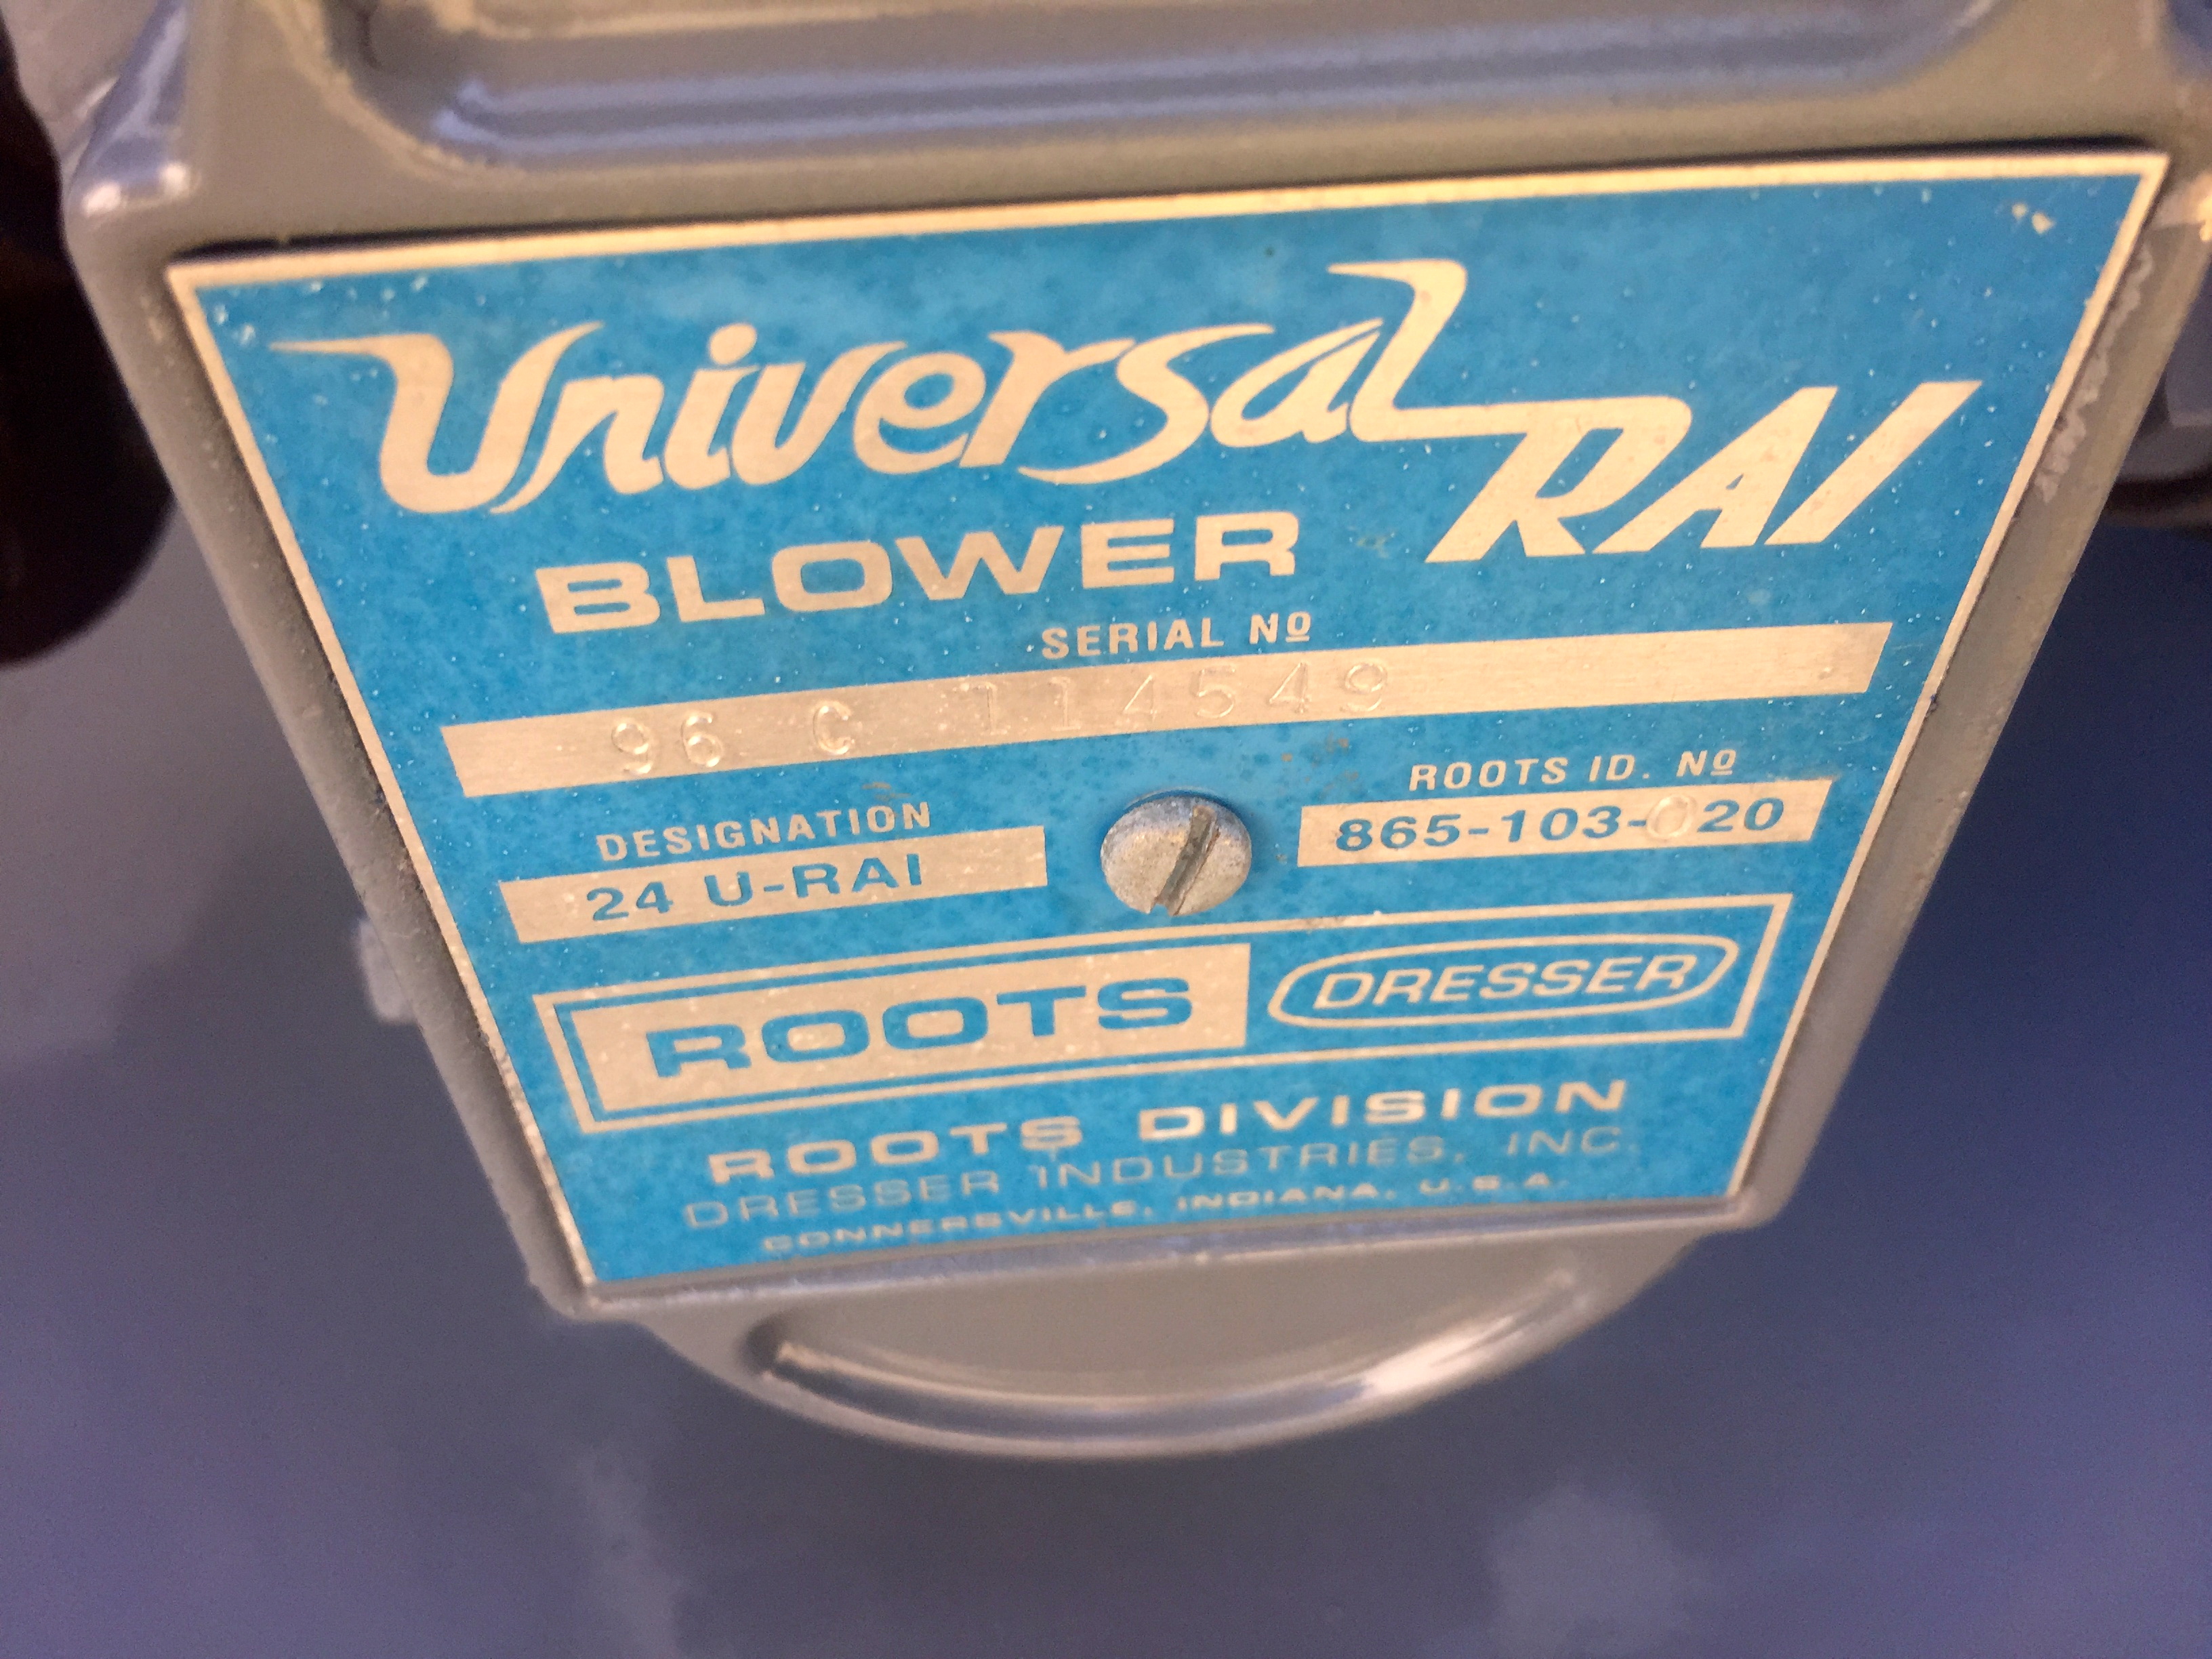 Universal RAI
BLOWER
SERIAL Nº
96 C 114549
DESIGNATION
24 U-RAI
ROOTS ID. Nº
865-103-020
ROOTS
DRESSER
ROOTS DIVISION
DRESSER INDUSTRIES, INC.
CONNERSVILLE, INDIANA, U.S.A.